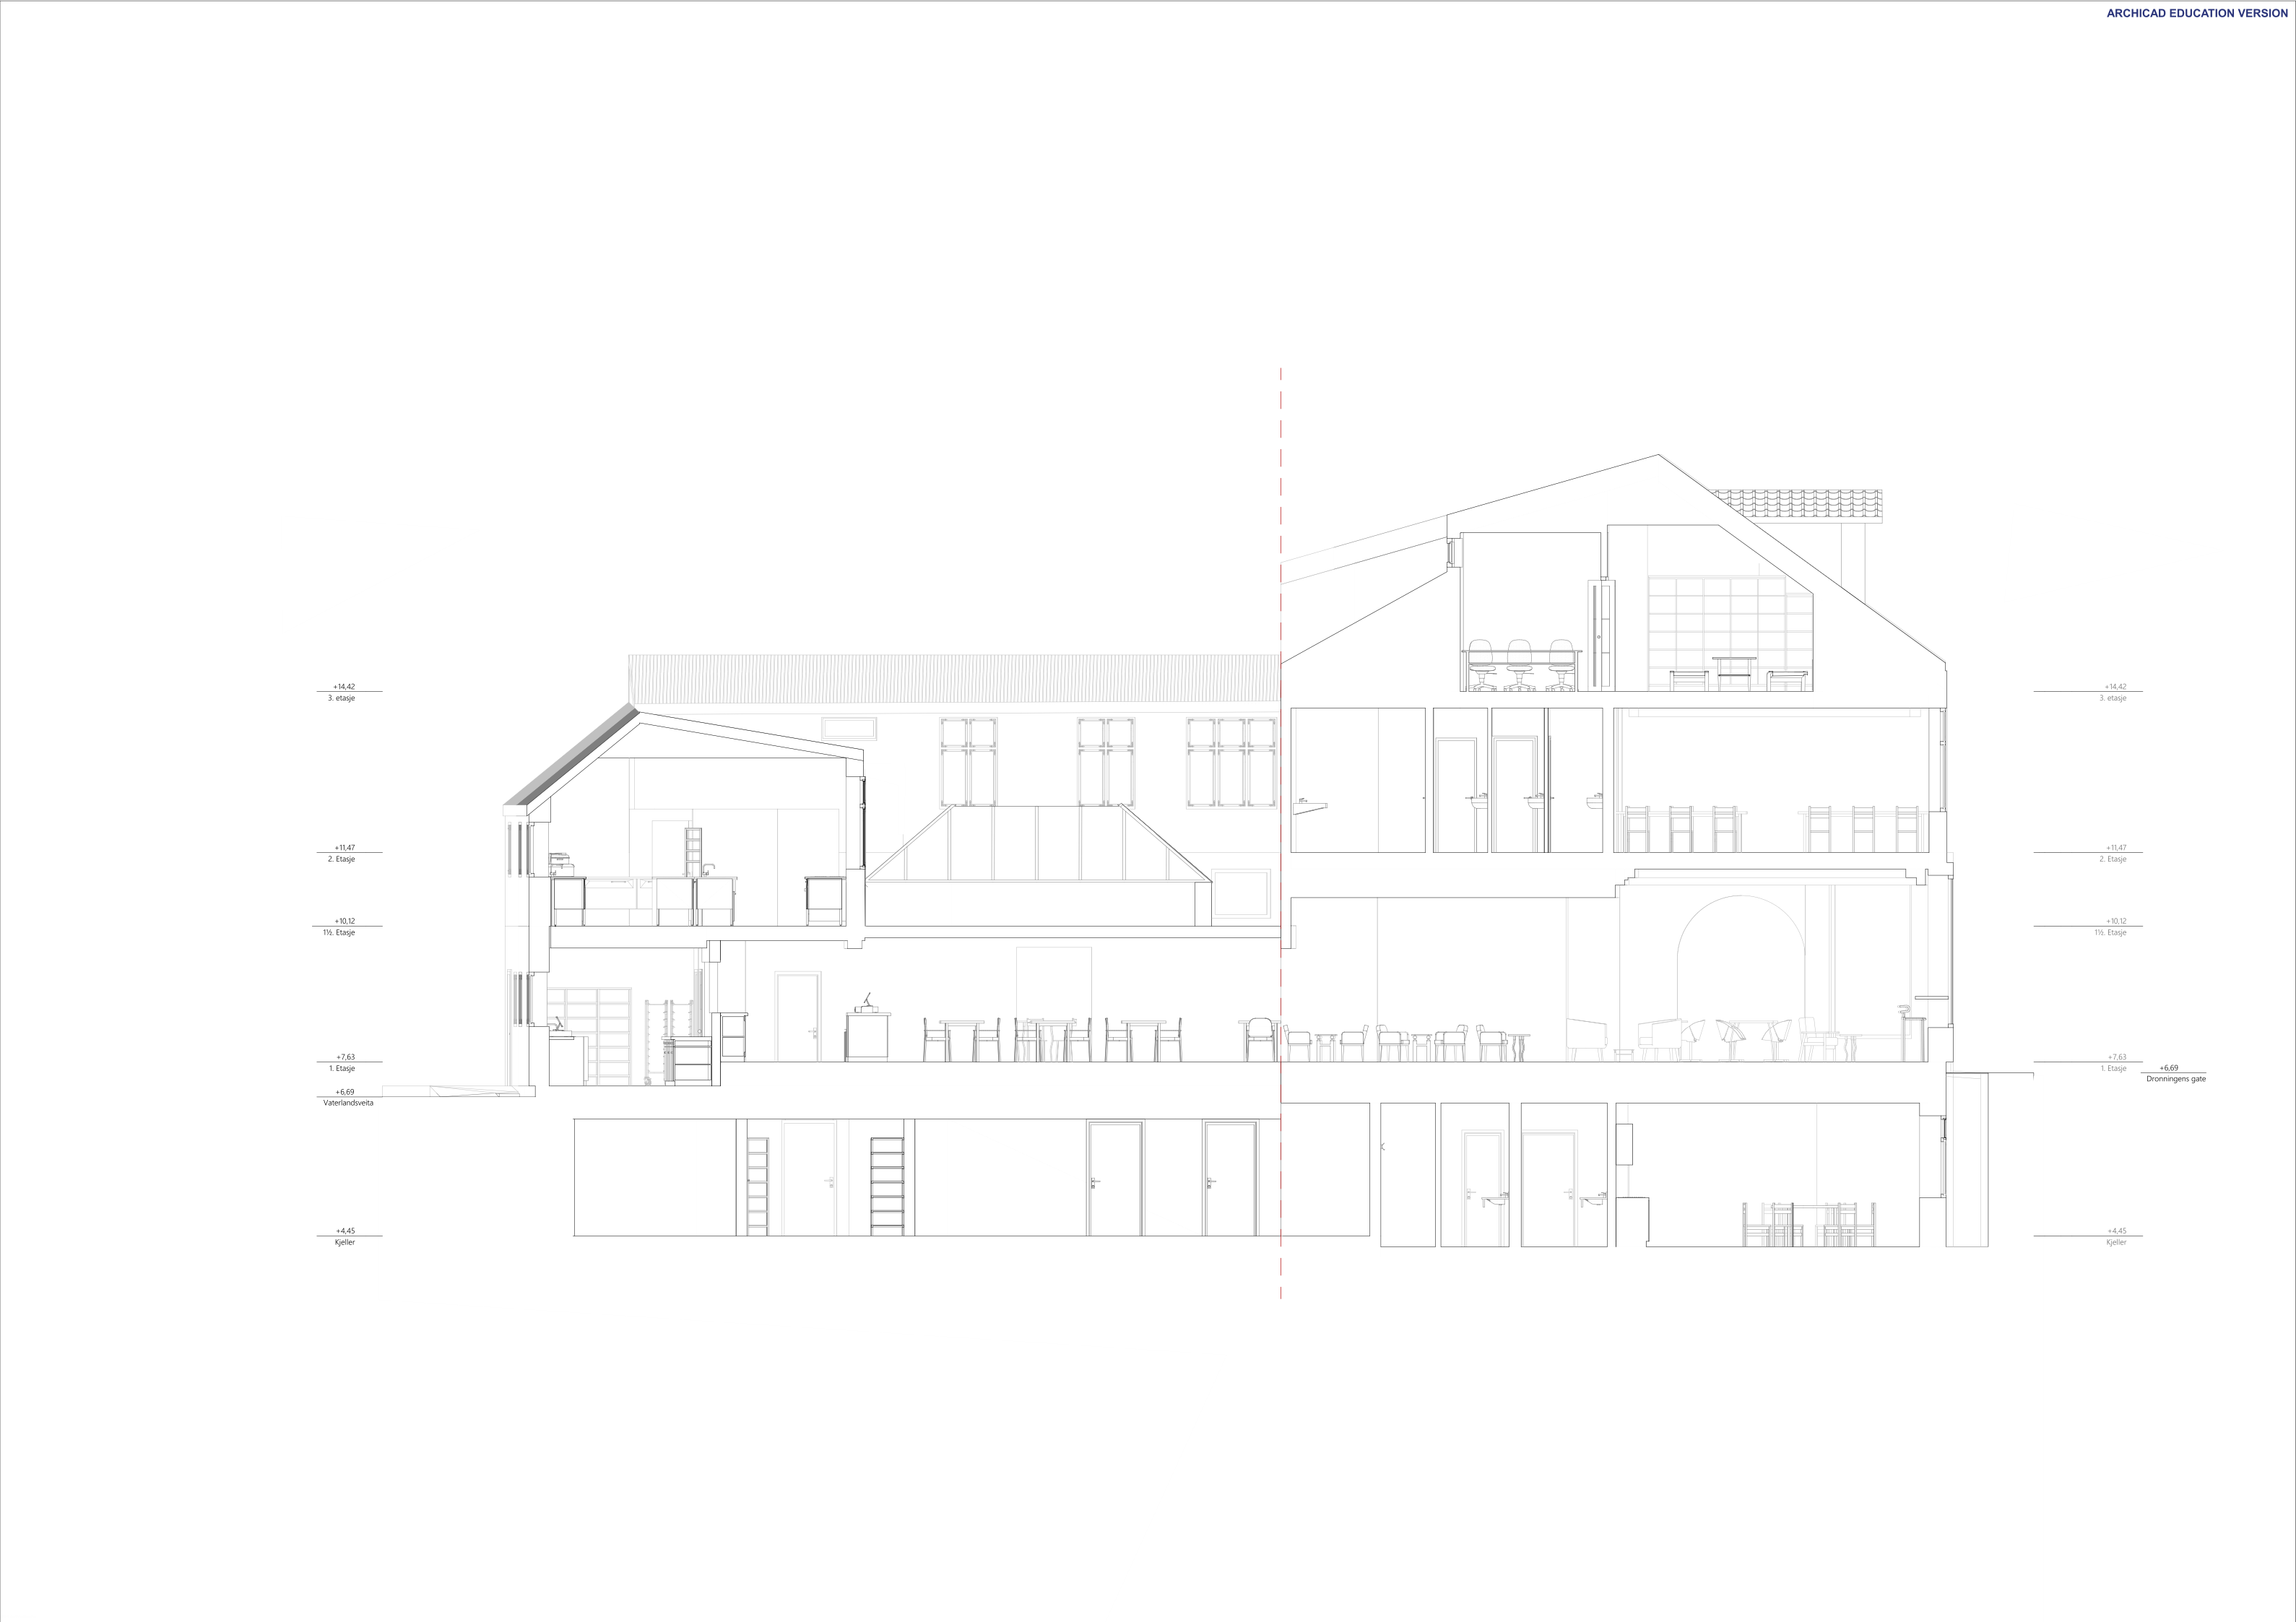 ARCHICAD EDUCATION VERSION
+14,42
3. etasje
+14,42
3. etasje
+11,47
2. Etasje
+11,47
2. Etasje
+10,12
1½. Etasje
+10,12
1½. Etasje
+7,63
1. Etasje
+7,63
1. Etasje
+6,69
Dronningens gate
+6,69
Vaterlandsveita
+4,45
Kjeller
+4,45
Kjeller